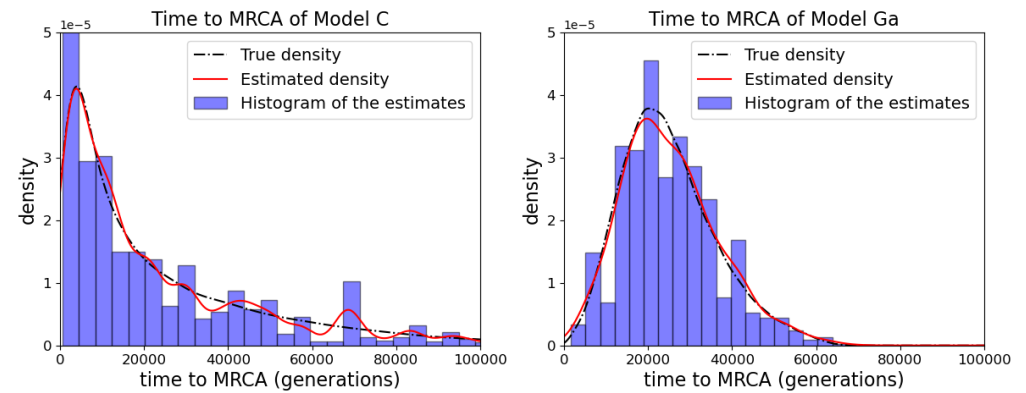 Time to MRCA of Model C
1e−5
True density
Estimated density
Histogram of the estimates
5
4
3
2
1
0
density
0 20000 40000 60000 80000 100000
time to MRCA (generations)
Time to MRCA of Model Ga
1e−5
True density
Estimated density
Histogram of the estimates
5
4
3
2
1
0
density
0 20000 40000 60000 80000 100000
time to MRCA (generations)